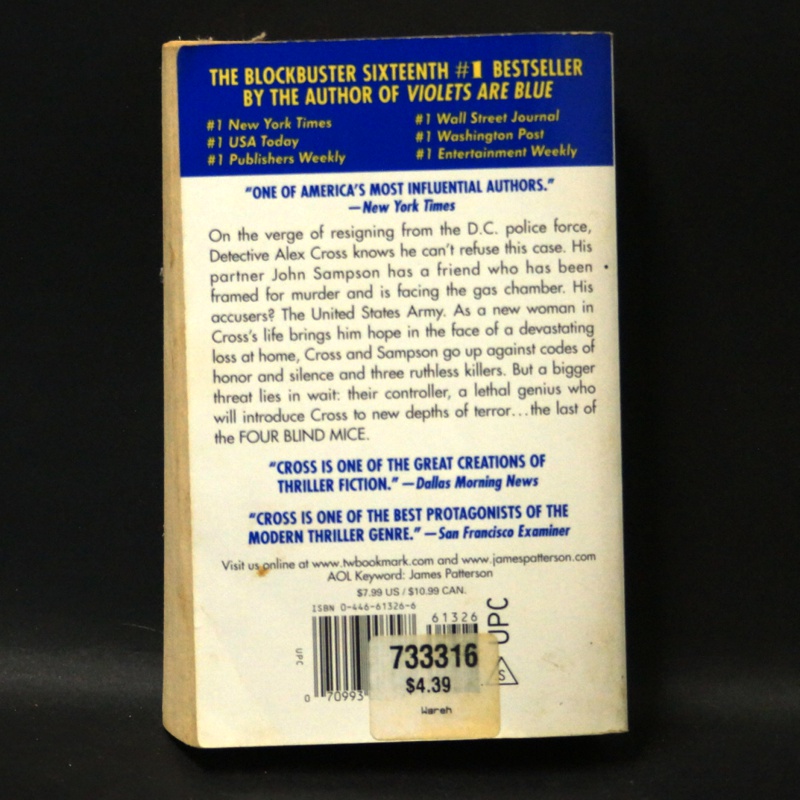 THE BLOCKBUSTER SIXTEENTH #1 BESTSELLER
BY THE AUTHOR OF VIOLETS ARE BLUE
#1 New York Times
#1 USA Today
#1 Publishers Weekly
#1 Wall Street Journal
#1 Washington Post
#1 Entertainment Weekly
"ONE OF AMERICA'S MOST INFLUENTIAL AUTHORS."
—New York Times
On the verge of resigning from the D.C. police force,
Detective Alex Cross knows he can't refuse this case. His
partner John Sampson has a friend who has been
framed for murder and is facing the gas chamber. His
accusers? The United States Army. As a new woman in
Cross's life brings him hope in the face of a devastating
loss at home, Cross and Sampson go up against codes of
honor and silence and three ruthless killers. But a bigger
threat lies in wait: their controller, a lethal genius who
will introduce Cross to new depths of terror...the last of
the FOUR BLIND MICE.
"CROSS IS ONE OF THE GREAT CREATIONS OF
THRILLER FICTION." —Dallas Morning News
"CROSS IS ONE OF THE BEST PROTAGONISTS OF THE
MODERN THRILLER GENRE." —San Francisco Examiner
Visit us online at www.twbookmark.com and www.jamespatterson.com
AOL Keyword: James Patterson
$7.99 US / $10.99 CAN.
ISBN 0-446-61326-6
61326
UPC
UPC
S
0 70993
733316
$4.39
Wareh